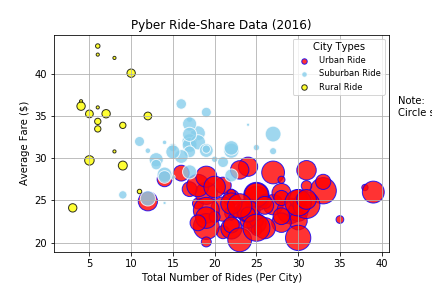 Pyber Ride-Share Data (2016)
City Types
Urban Ride
Suburban Ride
Rural Ride
Note:
Circle
Average Fare ($)
40
35
30
25
20
5
10
15
20
25
30
35
40
Total Number of Rides (Per City)